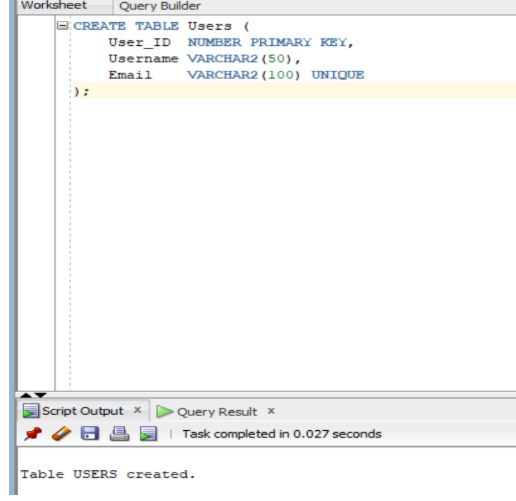 Worksheet Query Builder
CREATE TABLE Users (
User_ID NUMBER PRIMARY KEY,
Username VARCHAR2(50),
Email VARCHAR2(100) UNIQUE
);
Script Output × Query Result ×
Task completed in 0.027 seconds
Table USERS created.